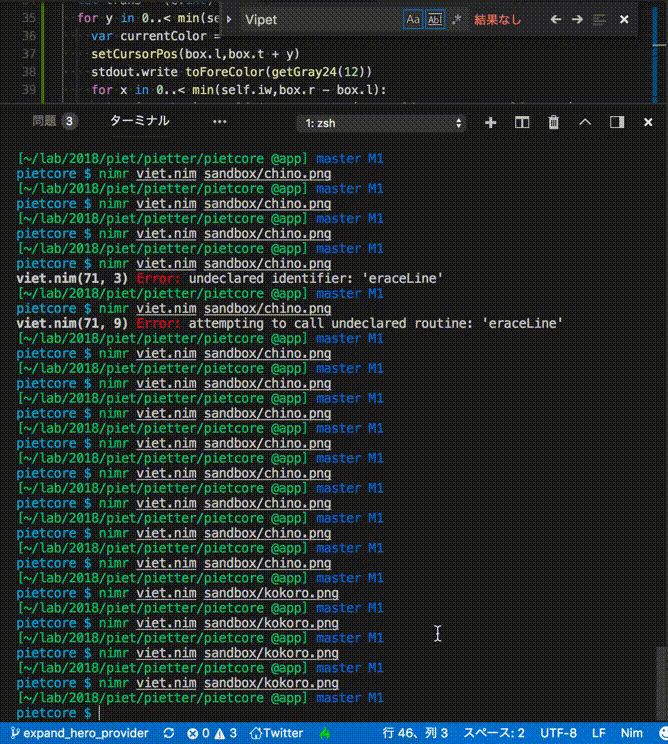 35 for y in 0..< min(se
Vipet
Aa Abl .* 結果なし
36 var currentColor =
37 setCursorPos(box.l,box.t + y)
38 stdout.write toForeColor(getGray24(12))
39 for x in 0..< min(self.iw,box.r - box.l):
問題 3 ターミナル ••• 1: zsh
[~/lab/2018/piet/pietter/pietcore @app] master M1
pietcore $ nimr viet.nim sandbox/chino.png
[~/lab/2018/piet/pietter/pietcore @app] master M1
pietcore $ nimr viet.nim sandbox/chino.png
[~/lab/2018/piet/pietter/pietcore @app] master M1
pietcore $ nimr viet.nim sandbox/chino.png
[~/lab/2018/piet/pietter/pietcore @app] master M1
pietcore $ nimr viet.nim sandbox/chino.png
viet.nim(71, 3) Error: undeclared identifier: 'eraceLine'
[~/lab/2018/piet/pietter/pietcore @app] master M1
pietcore $ nimr viet.nim sandbox/chino.png
viet.nim(71, 9) Error: attempting to call undeclared routine: 'eraceLine'
[~/lab/2018/piet/pietter/pietcore @app] master M1
pietcore $ nimr viet.nim sandbox/chino.png
[~/lab/2018/piet/pietter/pietcore @app] master M1
pietcore $ nimr viet.nim sandbox/chino.png
[~/lab/2018/piet/pietter/pietcore @app] master M1
pietcore $ nimr viet.nim sandbox/chino.png
[~/lab/2018/piet/pietter/pietcore @app] master M1
pietcore $ nimr viet.nim sandbox/chino.png
[~/lab/2018/piet/pietter/pietcore @app] master M1
pietcore $ nimr viet.nim sandbox/chino.png
[~/lab/2018/piet/pietter/pietcore @app] master M1
pietcore $ nimr viet.nim sandbox/chino.png
[~/lab/2018/piet/pietter/pietcore @app] master M1
pietcore $ nimr viet.nim sandbox/chino.png
[~/lab/2018/piet/pietter/pietcore @app] master M1
pietcore $ nimr viet.nim sandbox/chino.png
[~/lab/2018/piet/pietter/pietcore @app] master M1
pietcore $ nimr viet.nim sandbox/kokoro.png
[~/lab/2018/piet/pietter/pietcore @app] master M1
pietcore $ nimr viet.nim sandbox/kokoro.png
[~/lab/2018/piet/pietter/pietcore @app] master M1
pietcore $ nimr viet.nim sandbox/kokoro.png
[~/lab/2018/piet/pietter/pietcore @app] master M1
pietcore $ nimr viet.nim sandbox/kokoro.png
[~/lab/2018/piet/pietter/pietcore @app] master M1
pietcore $
expand_hero_provider 0 3 Twitter 行 46、列 3 スペース: 2 UTF-8 LF Nim